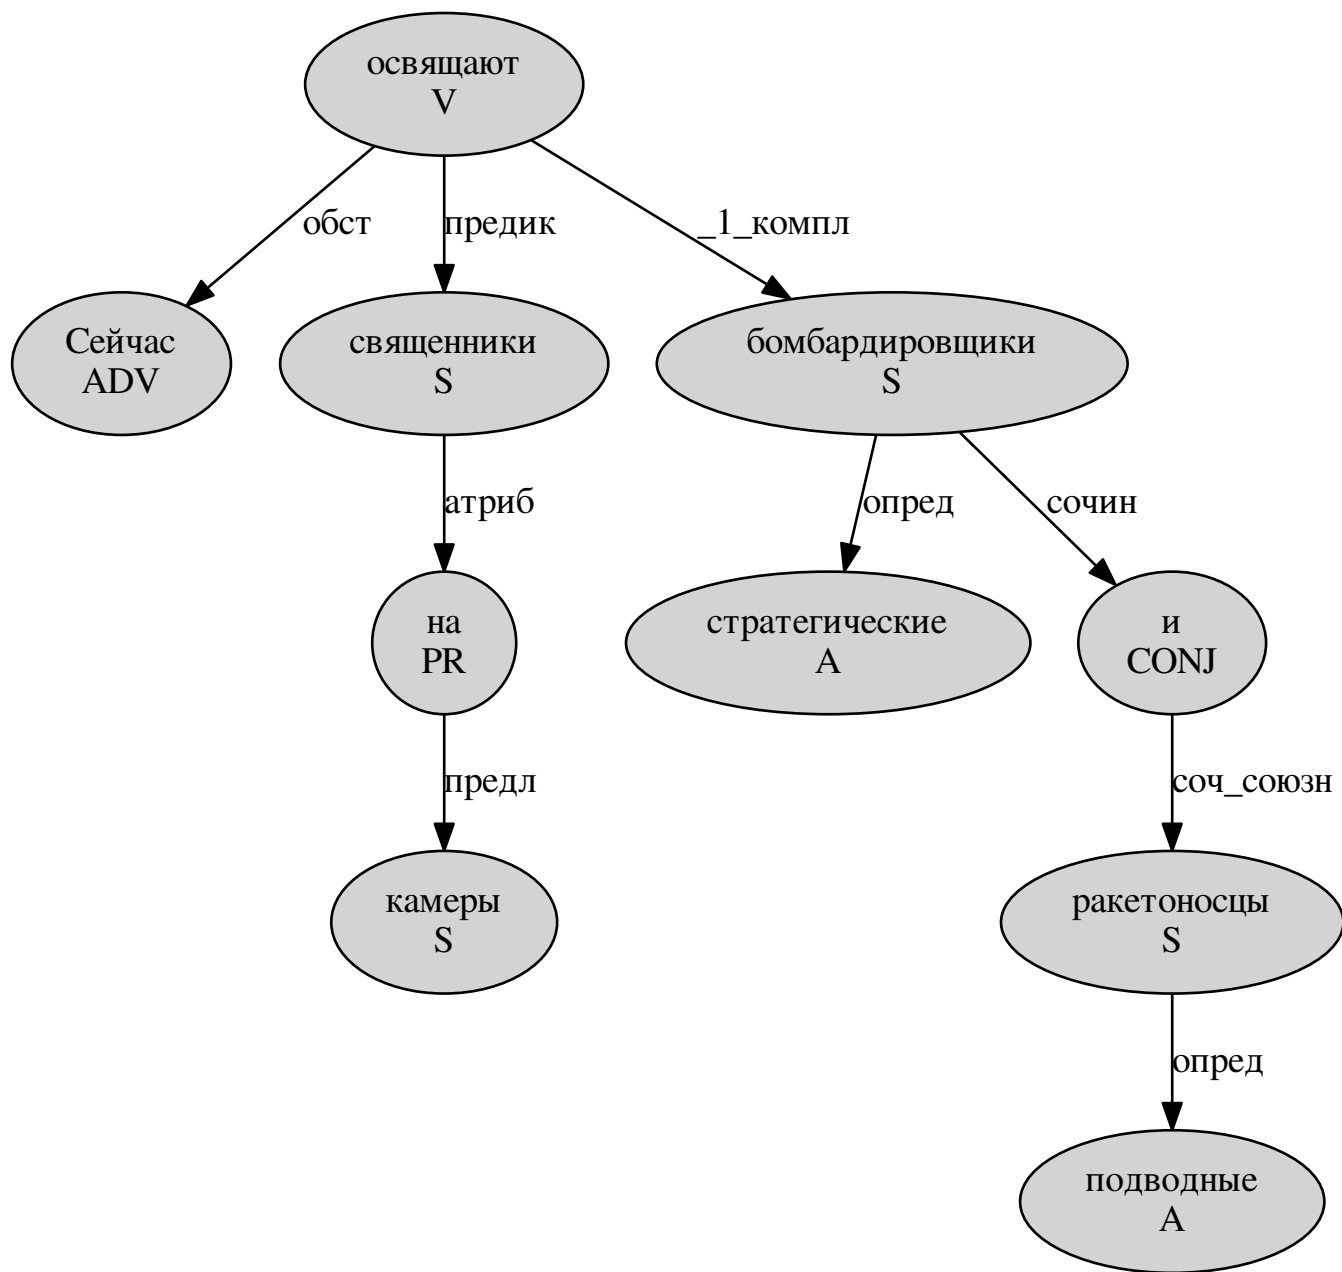 освящают
V
обст
предик
_1_компл
Сейчас
ADV
священники
S
бомбардировщики
S
атриб
опред
сочин
на
PR
стратегические
A
и
CONJ
предл
соч_союзн
камеры
S
ракетоносцы
S
опред
подводные
A